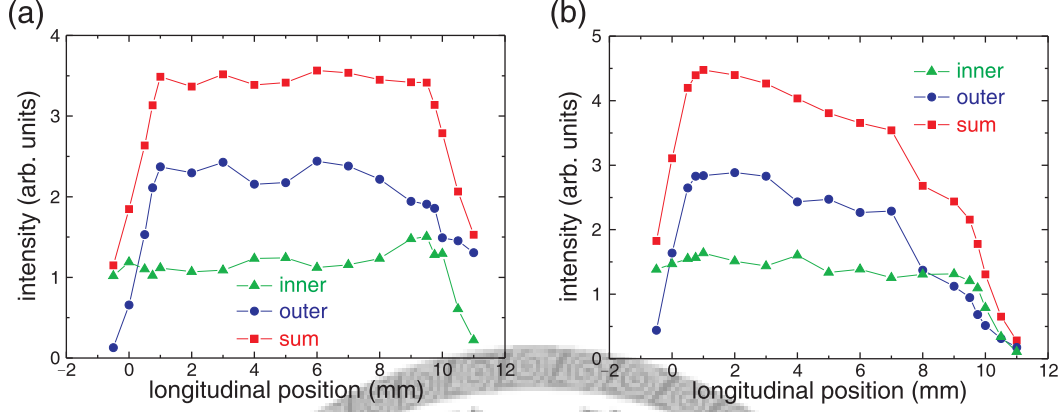 (a)
4
3
2
1
0
−2
0
2
4
6
8
10
12
intensity (arb. units)
longitudinal position (mm)
inner
outer
sum
(b)
5
4
3
2
1
0
−2
0
2
4
6
8
10
12
intensity (arb. units)
longitudinal position (mm)
inner
outer
sum